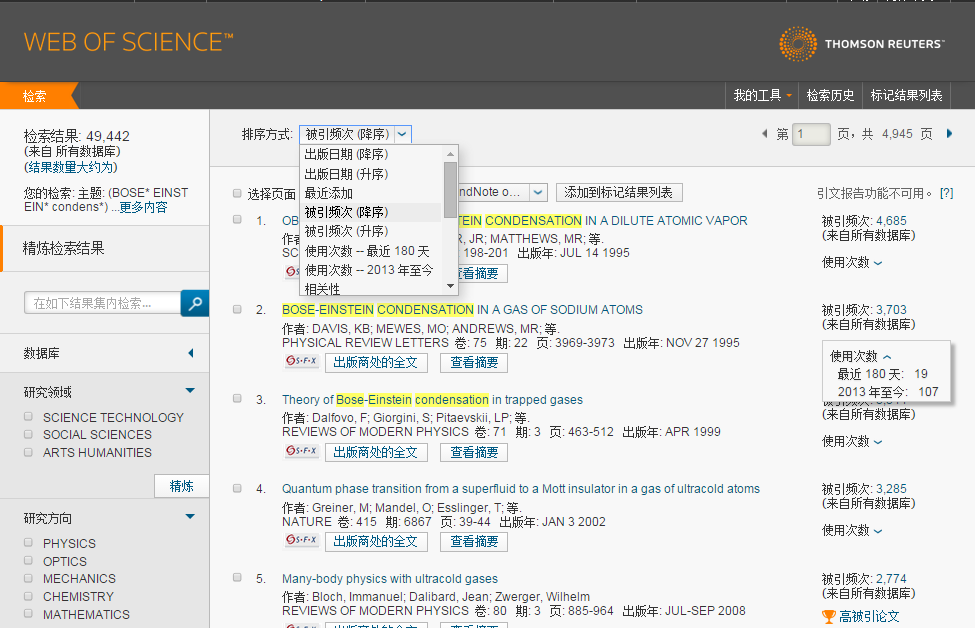 WEB OF SCIENCE™
THOMSON REUTERS™
检索
我的工具
检索历史
标记结果列表
检索结果: 49,442
(来自 所有数据库)
(结果数量大约为)
您的检索: 主题: (BOSE* EINST
EIN* condens*) ...更多内容
精炼检索结果
在如下结果集内检索...
数据库
研究领域
SCIENCE TECHNOLOGY
SOCIAL SCIENCES
ARTS HUMANITIES
精炼
研究方向
PHYSICS
OPTICS
MECHANICS
CHEMISTRY
MATHEMATICS
排序方式: 被引频次 (降序)
出版日期 (降序)
出版日期 (升序)
最近添加
被引频次 (降序)
被引频次 (升序)
使用次数 -- 最近 180 天
使用次数 -- 2013 年至今
相关性
第 1 页，共 4,945 页
选择页面
ndNote o...
添加到标记结果列表
引文报告功能不可用。 [?]
1. OB
TEIN CONDENSATION IN A DILUTE ATOMIC VAPOR
作者
R, JR; MATTHEWS, MR; 等.
SC
198-201 出版年: JUL 14 1995
查看摘要
被引频次: 4,685
(来自所有数据库)
使用次数
2. BOSE-EINSTEIN CONDENSATION IN A GAS OF SODIUM ATOMS
作者: DAVIS, KB; MEWES, MO; ANDREWS, MR; 等.
PHYSICAL REVIEW LETTERS 卷: 75 期: 22 页: 3969-3973 出版年: NOV 27 1995
S·F·X 出版商处的全文 查看摘要
被引频次: 3,703
(来自所有数据库)
使用次数
最近 180 天: 19
2013 年至今: 107
3. Theory of Bose-Einstein condensation in trapped gases
作者: Dalfovo, F; Giorgini, S; Pitaevskii, LP; 等.
REVIEWS OF MODERN PHYSICS 卷: 71 期: 3 页: 463-512 出版年: APR 1999
S·F·X 出版商处的全文 查看摘要
(来自所有数据库)
使用次数
4. Quantum phase transition from a superfluid to a Mott insulator in a gas of ultracold atoms
作者: Greiner, M; Mandel, O; Esslinger, T; 等.
NATURE 卷: 415 期: 6867 页: 39-44 出版年: JAN 3 2002
S·F·X 出版商处的全文 查看摘要
被引频次: 3,285
(来自所有数据库)
使用次数
5. Many-body physics with ultracold gases
作者: Bloch, Immanuel; Dalibard, Jean; Zwerger, Wilhelm
REVIEWS OF MODERN PHYSICS 卷: 80 期: 3 页: 885-964 出版年: JUL-SEP 2008
被引频次: 2,774
(来自所有数据库)
高被引论文